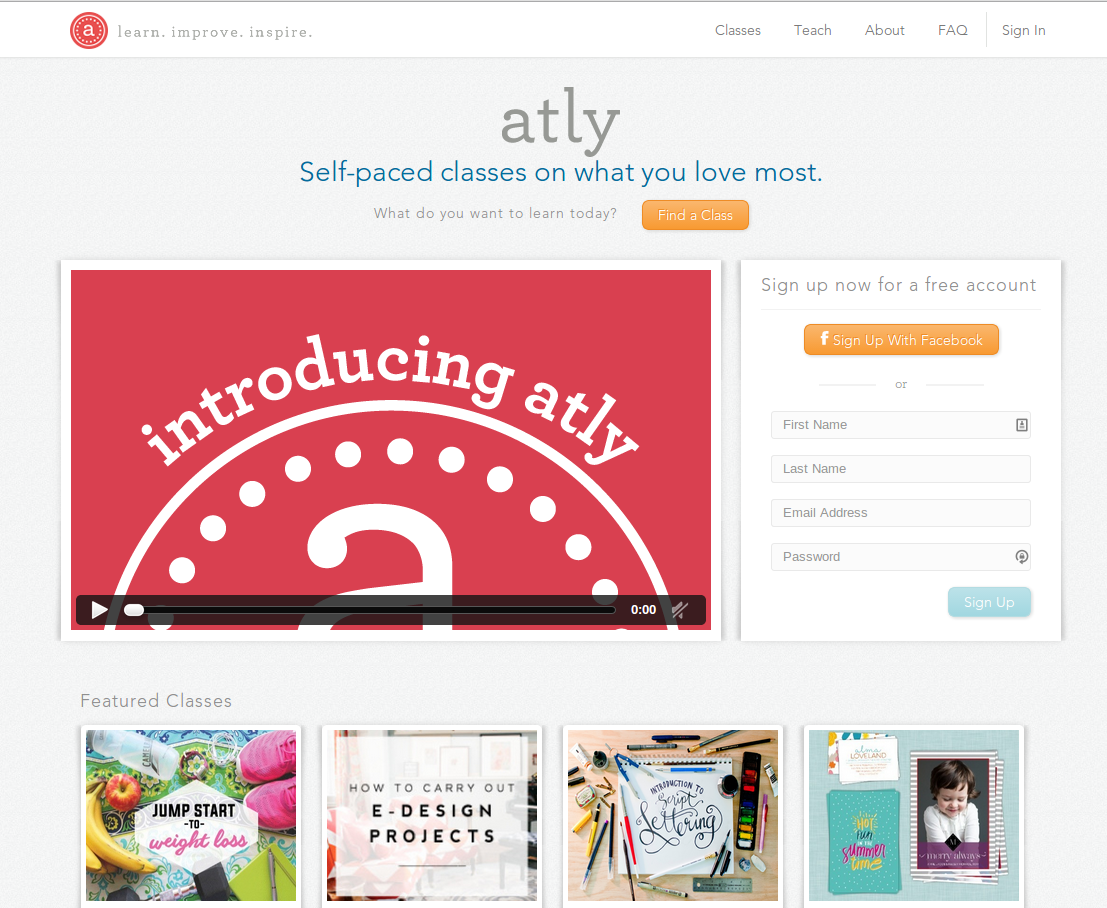 a learn. improve. inspire.
Classes Teach About FAQ Sign In
atly
Self-paced classes on what you love most.
What do you want to learn today? Find a Class
introducing atly
a
0:00
Sign up now for a free account
f Sign Up With Facebook
or
First Name
Last Name
Email Address
Password
Sign Up
Featured Classes
JUMP START
-TO-
weight loss
HOW TO CARRY OUT
E-DESIGN
PROJECTS
INTRODUCTION TO
Script
Lettering
alma
LOVELAND
HOT
fun
summer
time
M
merry always